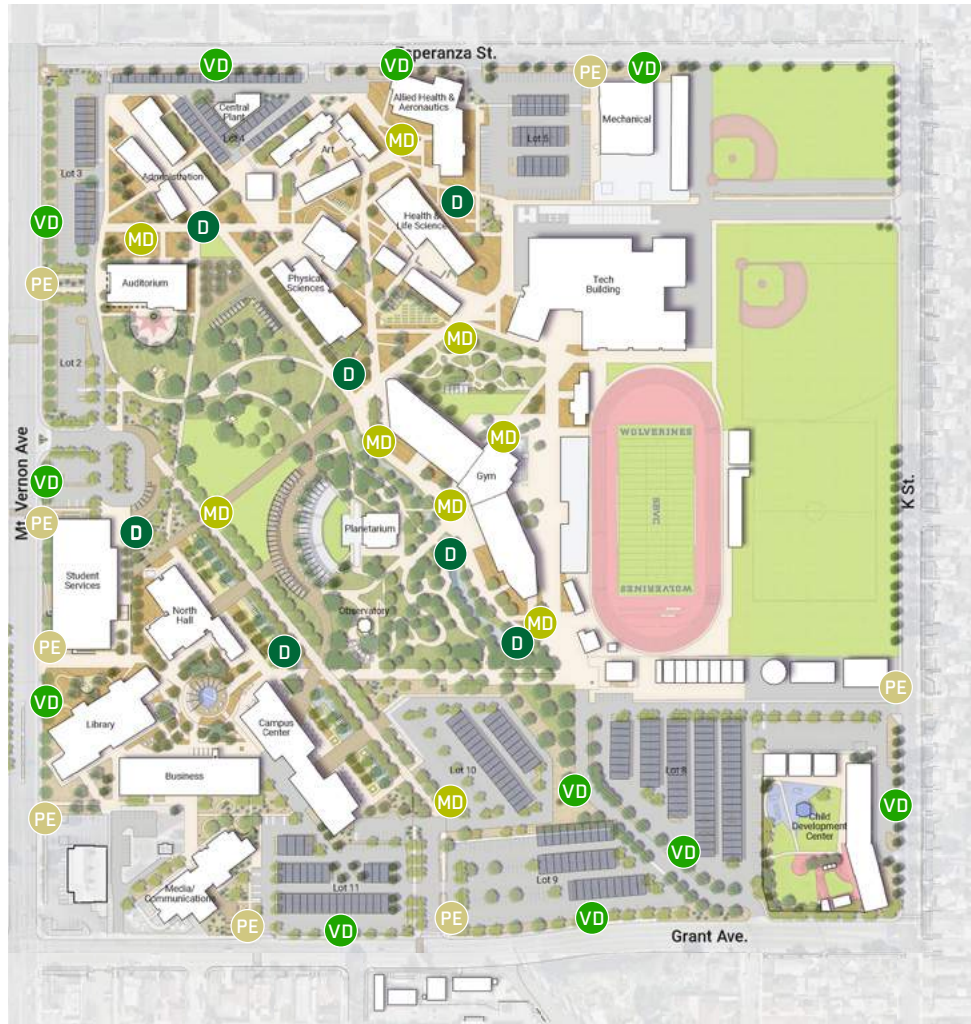 Esperanza St.
VD
VD
PE
VD
Central
Plant
Lot 4
Allied Health &
Aeronautics
Lot 5
Mechanical
MD
Art
Lot 3
Administration
D
D
VD
MD
Health &
Life Science
PE
Auditorium
Physical
Sciences
Tech
Building
MD
Lot 2
D
WOLVERINES
MD
MD
Gym
Mt. Vernon Ave
VD
K St.
SBVC
MD
MD
PE
D
Planetarium
D
Student
Services
WOLVERINES
North
Hall
Observatory
MD
D
PE
D
PE
VD
Library
Campus
Center
Lot 10
Lot 8
Business
VD
MD
VD
PE
Child
Development
Center
VD
Media/
Communications
Lot 11
Lot 9
PE
VD
PE
VD
Grant Ave.